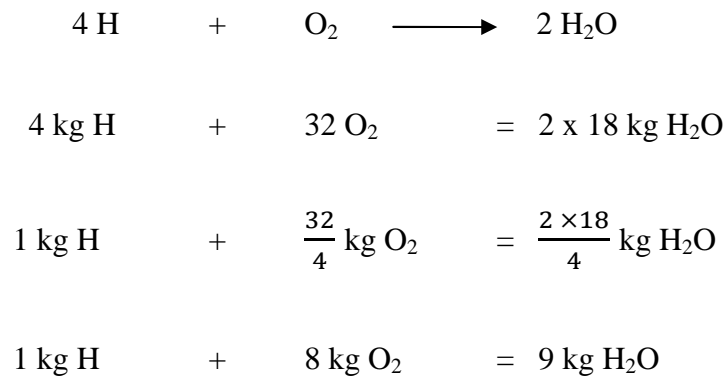 4 H + O₂ ⟶ 2 H₂O
4 kg H + 32 O₂ = 2 x 18 kg H₂O
1 kg H + 32/4 kg O₂ = 2 ×18/4 kg H₂O
1 kg H + 8 kg O₂ = 9 kg H₂O